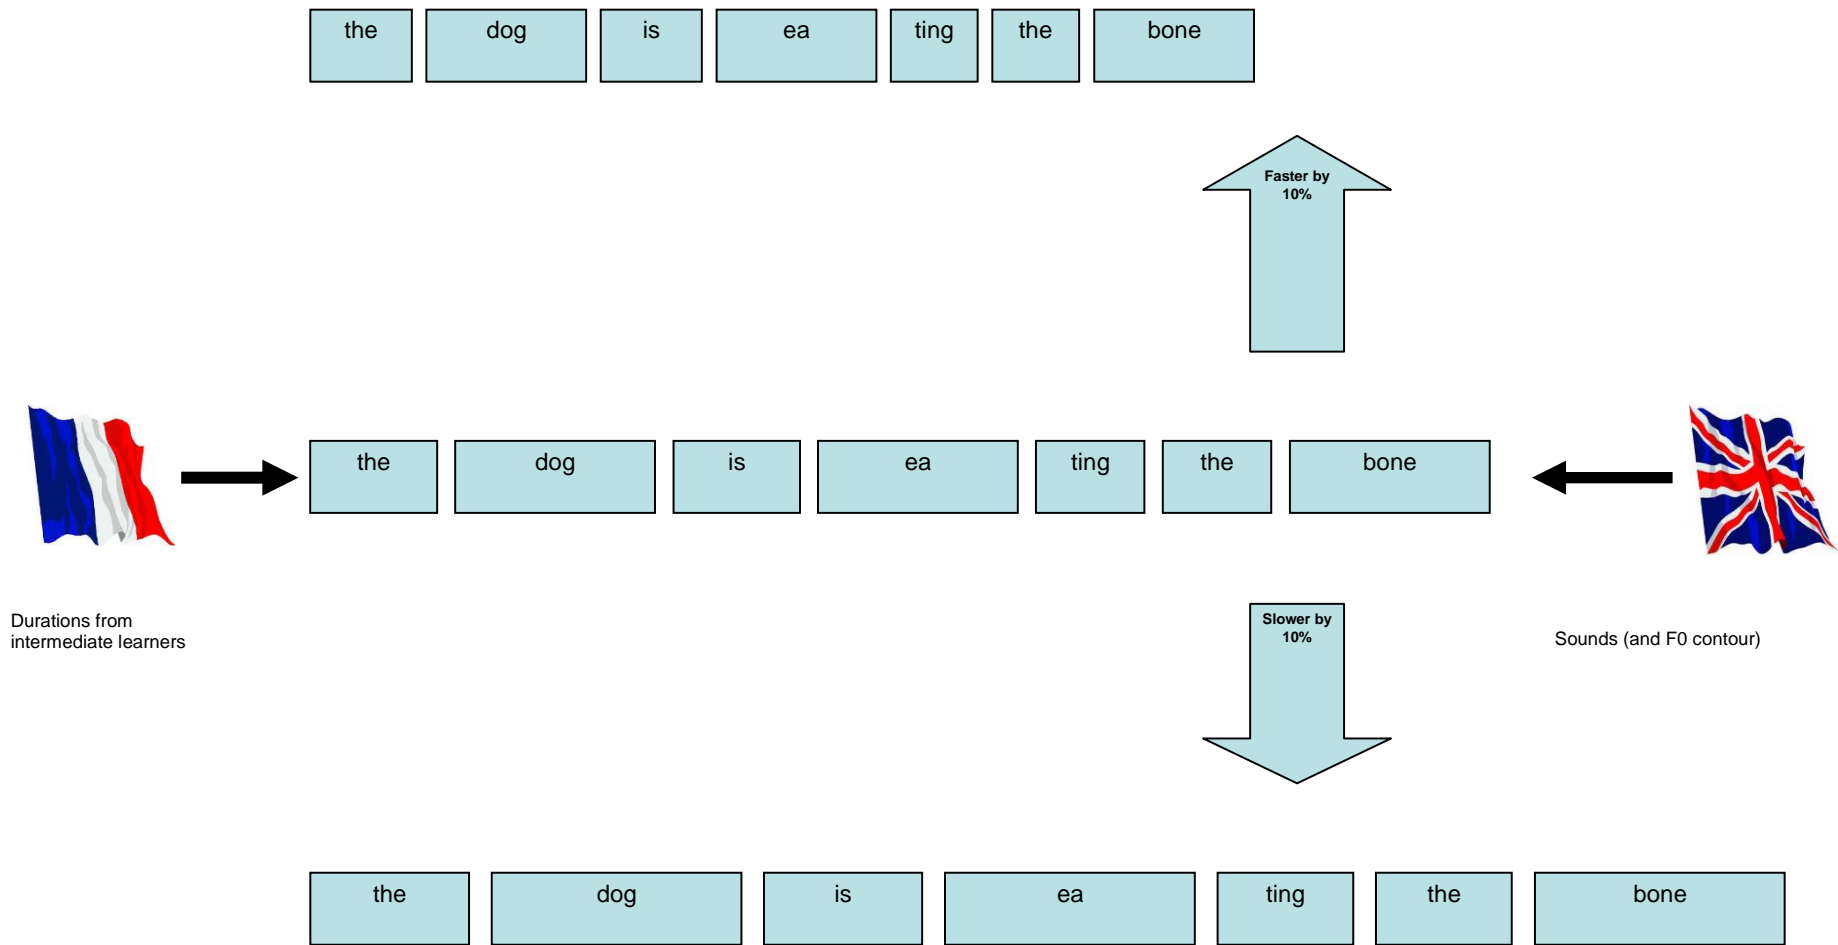 the dog is ea ting the bone
Faster by
10%
the dog is ea ting the bone
Durations from
intermediate learners
Slower by
10%
Sounds (and F0 contour)
the dog is ea ting the bone